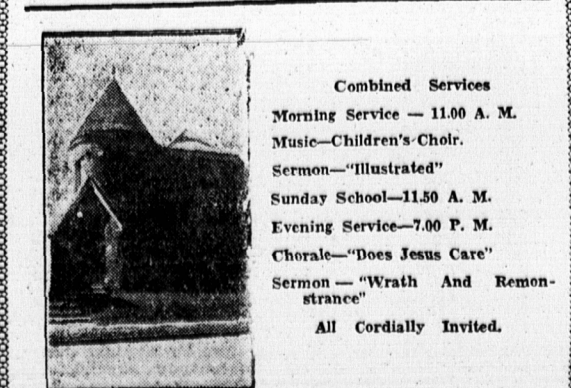 Combined Services
Morning Service — 11.00 A. M.
Music—Children's Choir.
Sermon—"Illustrated"
Sunday School—11.50 A. M.
Evening Service—7.00 P. M.
Chorale—"Does Jesus Care"
Sermon — "Wrath And Remon-
strance"
All Cordially Invited.